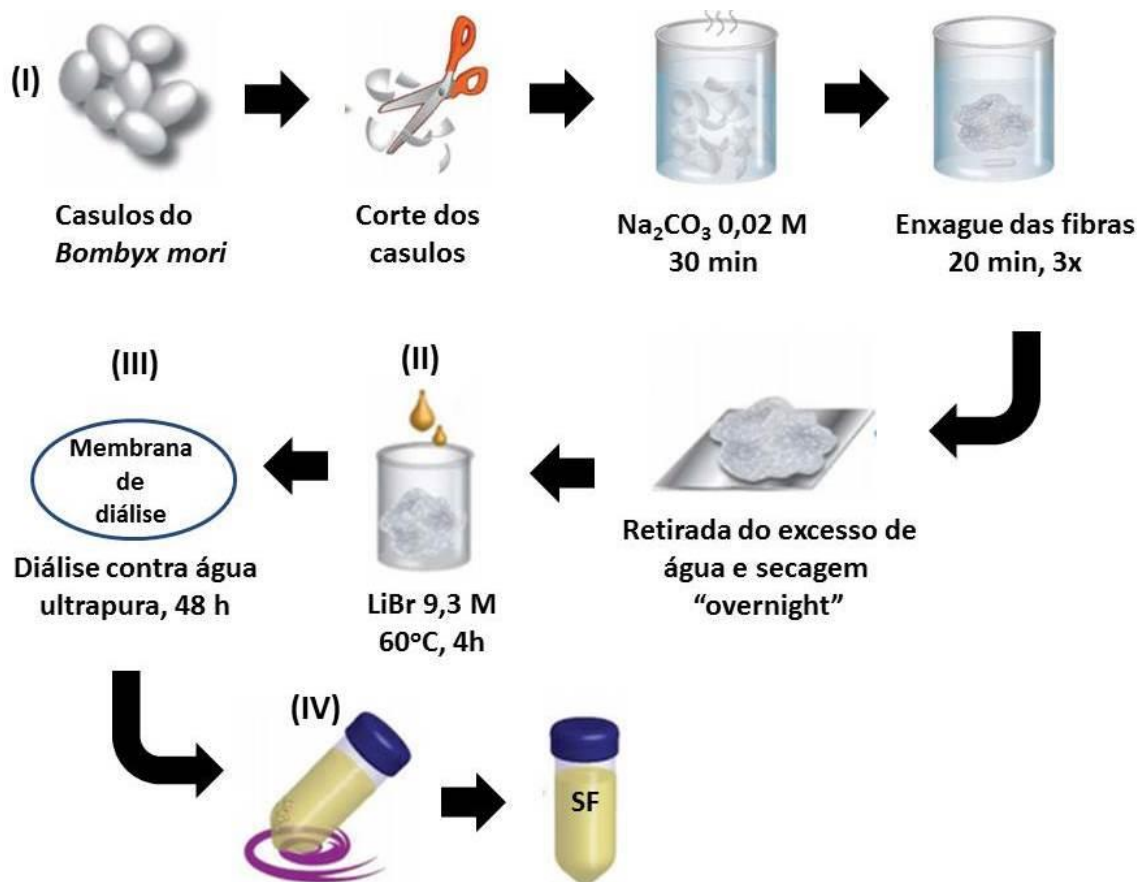 (I)
Casulos do
Bombyx mori
Corte dos
casulos
Na₂CO₃ 0,02 M
30 min
Enxague das fibras
20 min, 3x
Retirada do excesso de
água e secagem
“overnight”
(II)
LiBr 9,3 M
60ºC, 4h
(III)
Membrana
de
diálise
Diálise contra água
ultrapura, 48 h
(IV)
SF